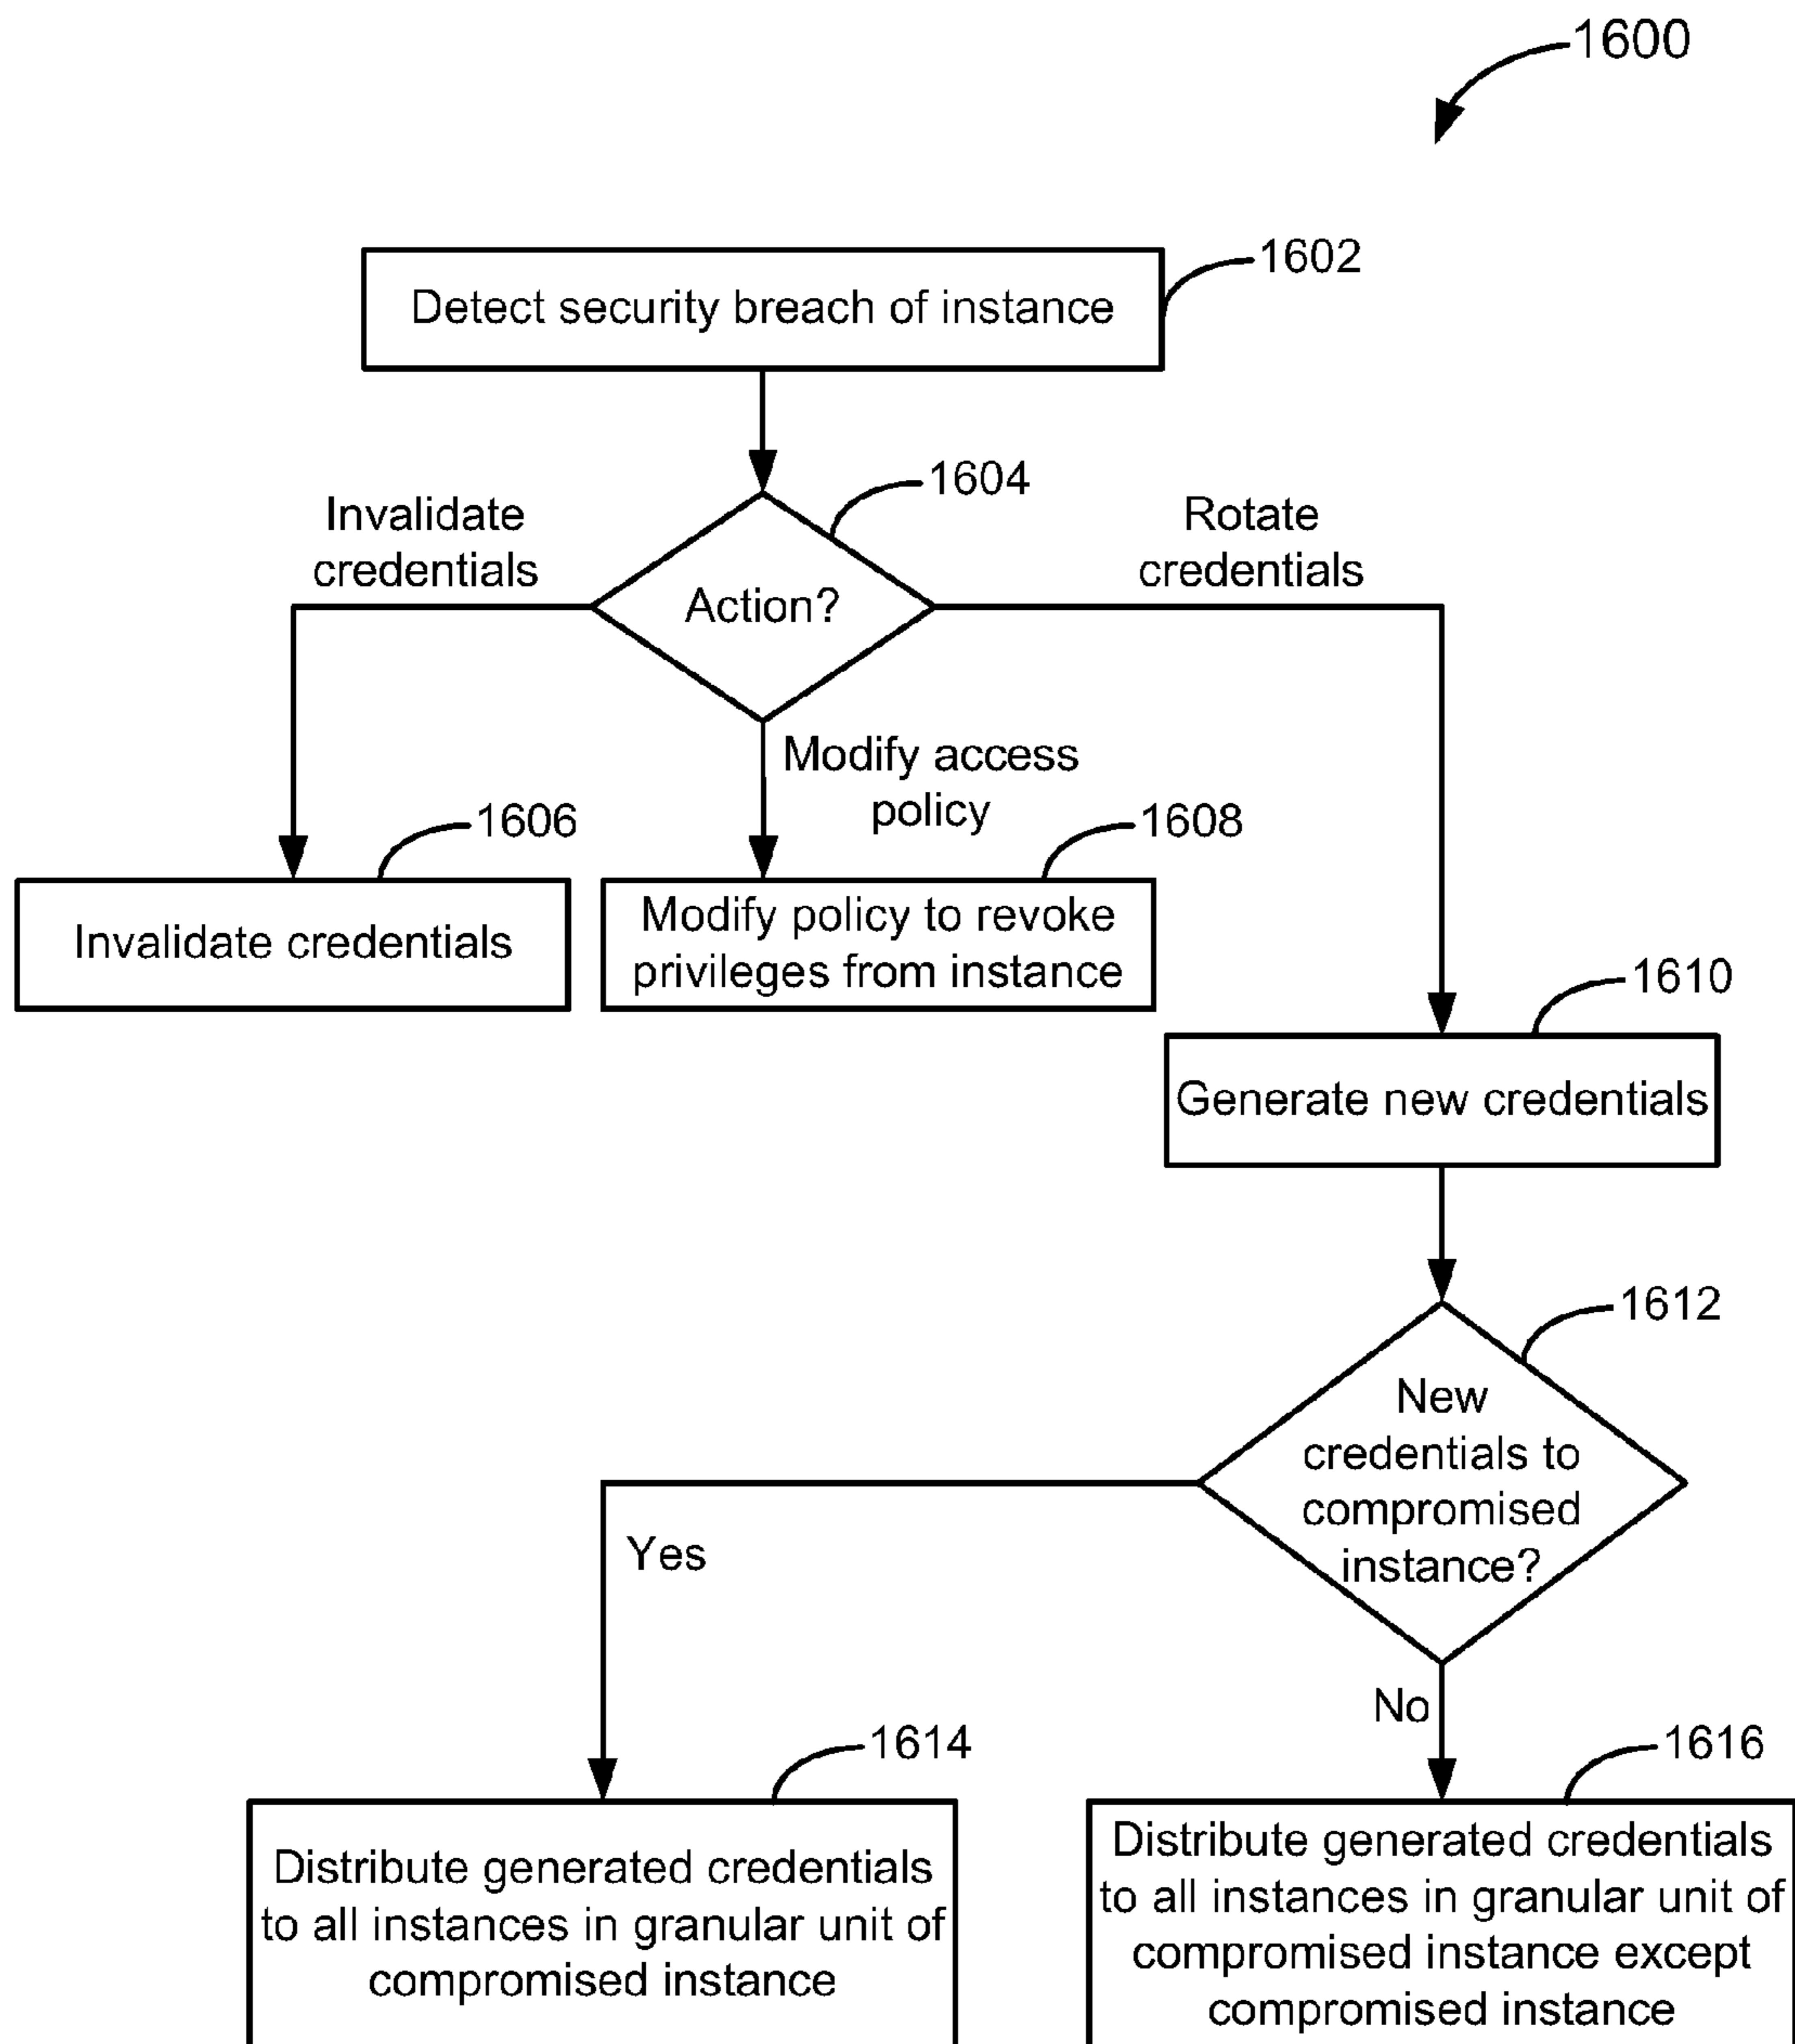 1600
1602
Detect security breach of instance
1604
Invalidate
credentials
Rotate
credentials
Action?
Modify access
policy
1606
1608
Invalidate credentials
Modify policy to revoke
privileges from instance
1610
Generate new credentials
1612
New
credentials to
compromised
instance?
Yes
No
1614
1616
Distribute generated credentials
to all instances in granular unit of
compromised instance
Distribute generated credentials
to all instances in granular unit of
compromised instance except
compromised instance